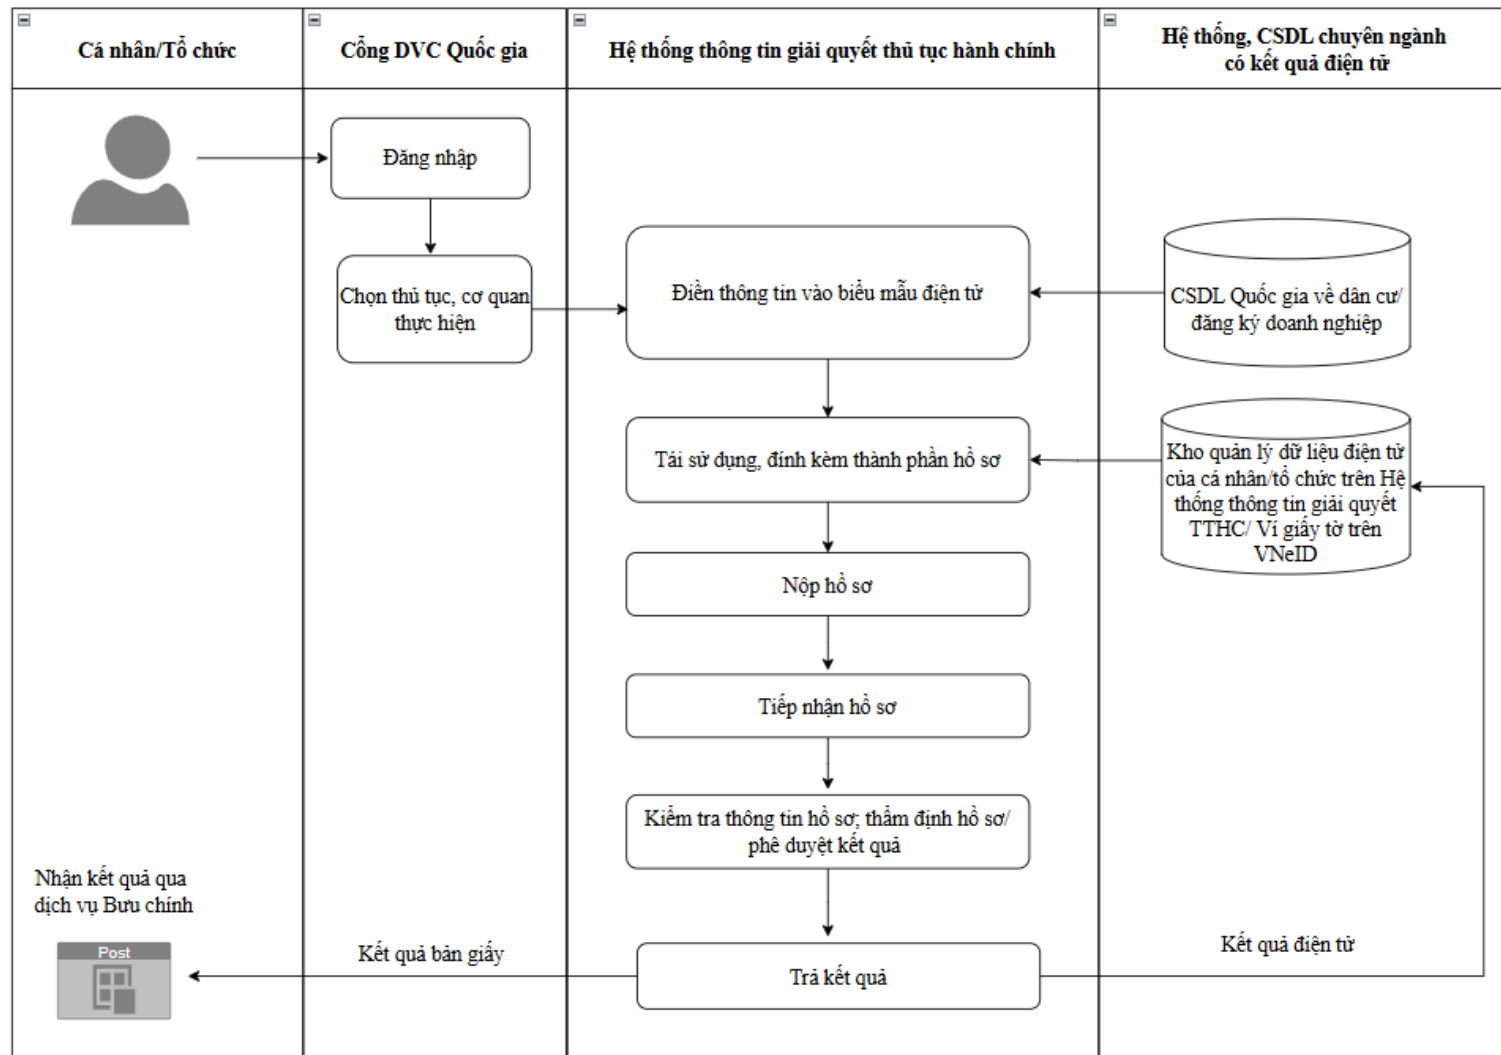 Cá nhân/Tổ chức
Cổng DVC Quốc gia
Hệ thống thông tin giải quyết thủ tục hành chính
Hệ thống, CSDL chuyên ngành
có kết quả điện tử
Đăng nhập
Chọn thủ tục, cơ quan
thực hiện
Điền thông tin vào biểu mẫu điện tử
CSDL Quốc gia về dân cư/
đăng ký doanh nghiệp
Tái sử dụng, đính kèm thành phần hồ sơ
Kho quản lý dữ liệu điện tử
của cá nhân/tổ chức trên Hệ
thống thông tin giải quyết
TTHC/ Ví giấy tờ trên
VNeID
Nộp hồ sơ
Tiếp nhận hồ sơ
Kiểm tra thông tin hồ sơ; thẩm định hồ sơ/
phê duyệt kết quả
Nhận kết quả qua
dịch vụ Bưu chính
Post
Kết quả bản giấy
Trả kết quả
Kết quả điện tử